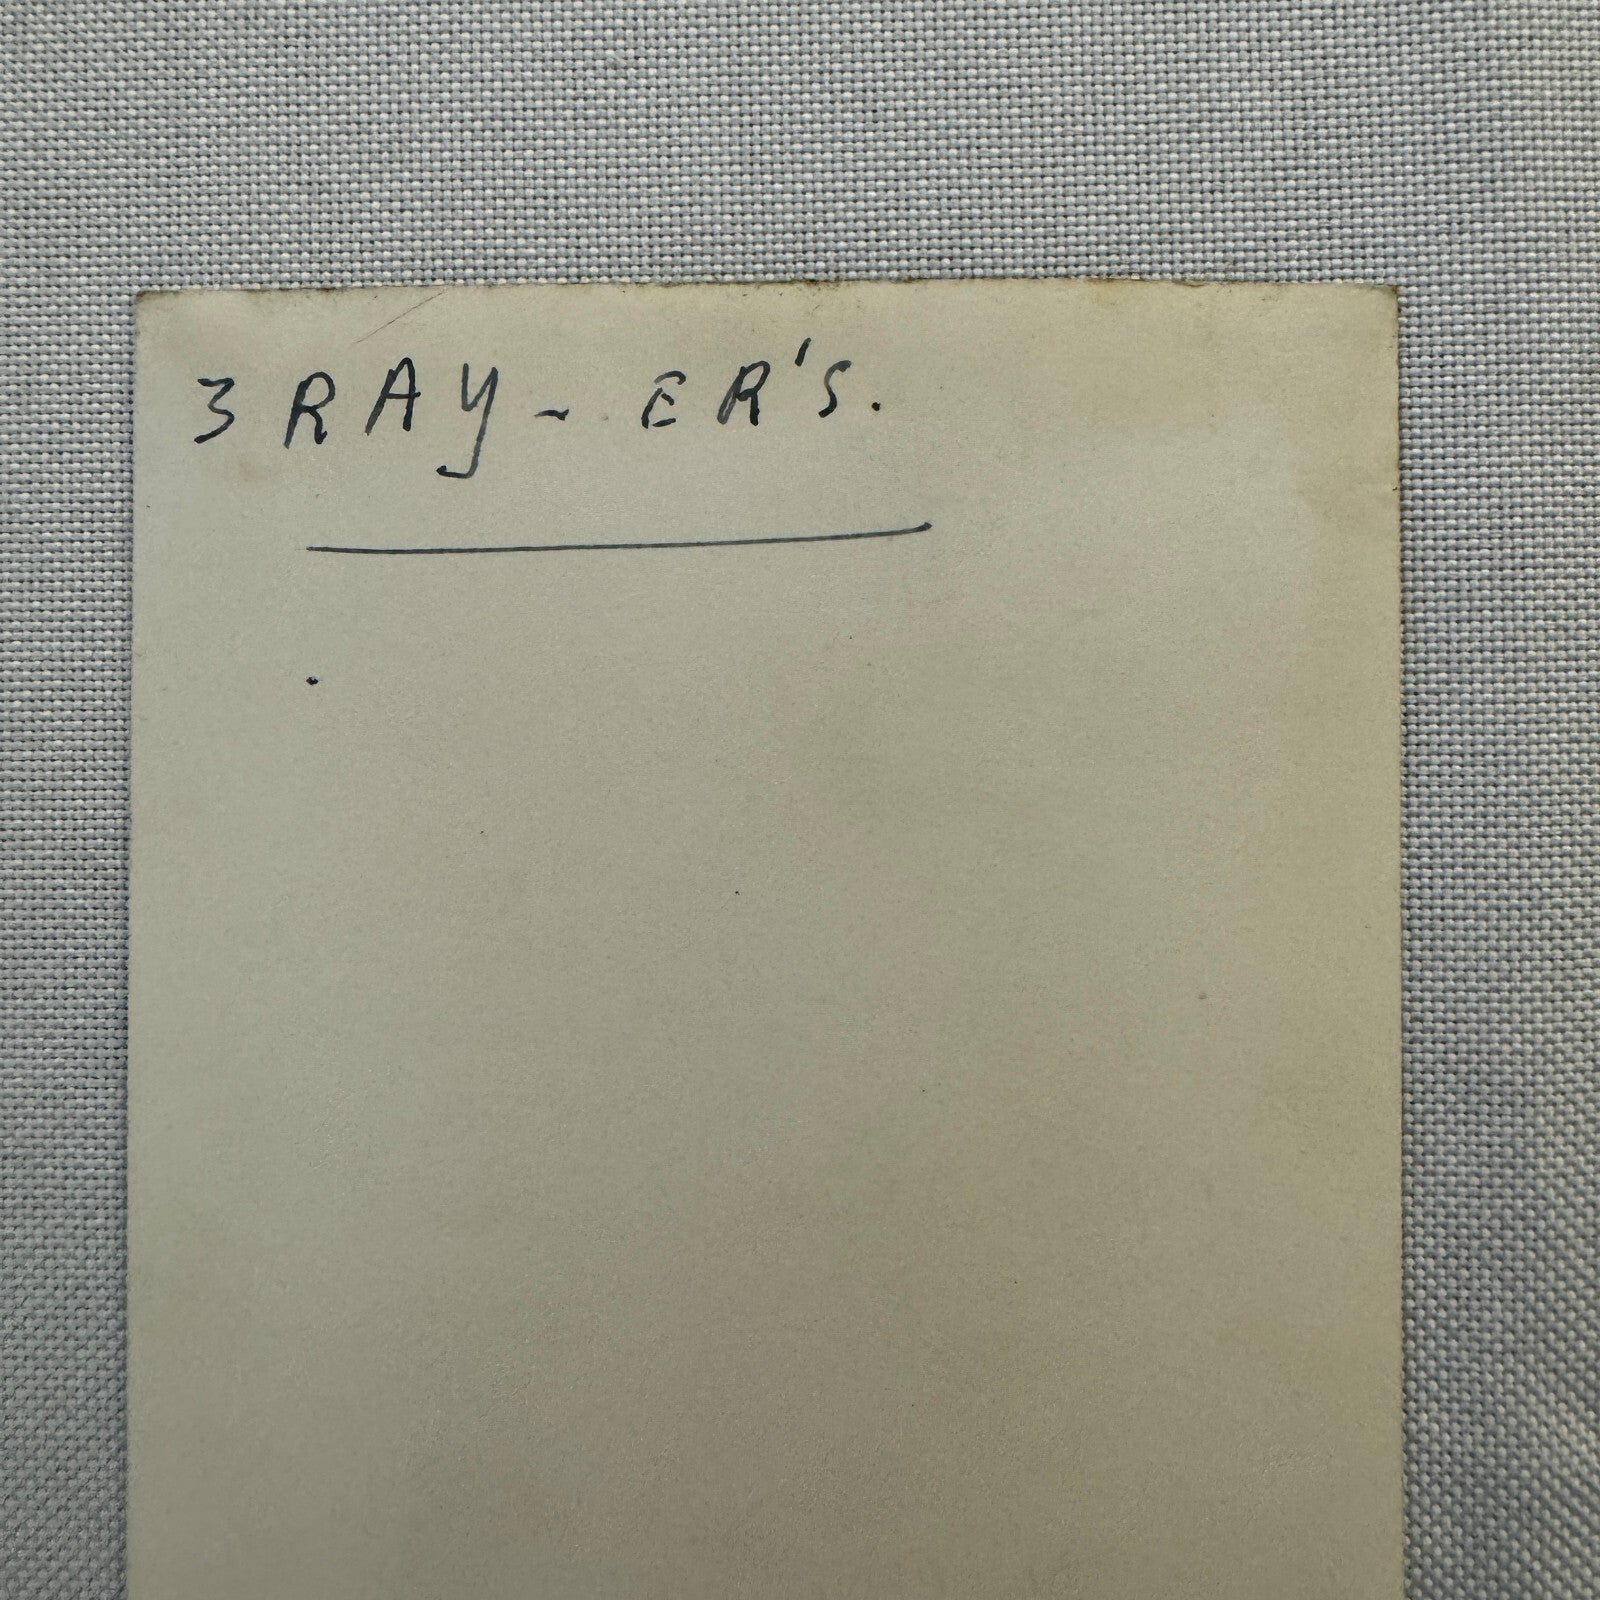 3 RAY - ER'S.